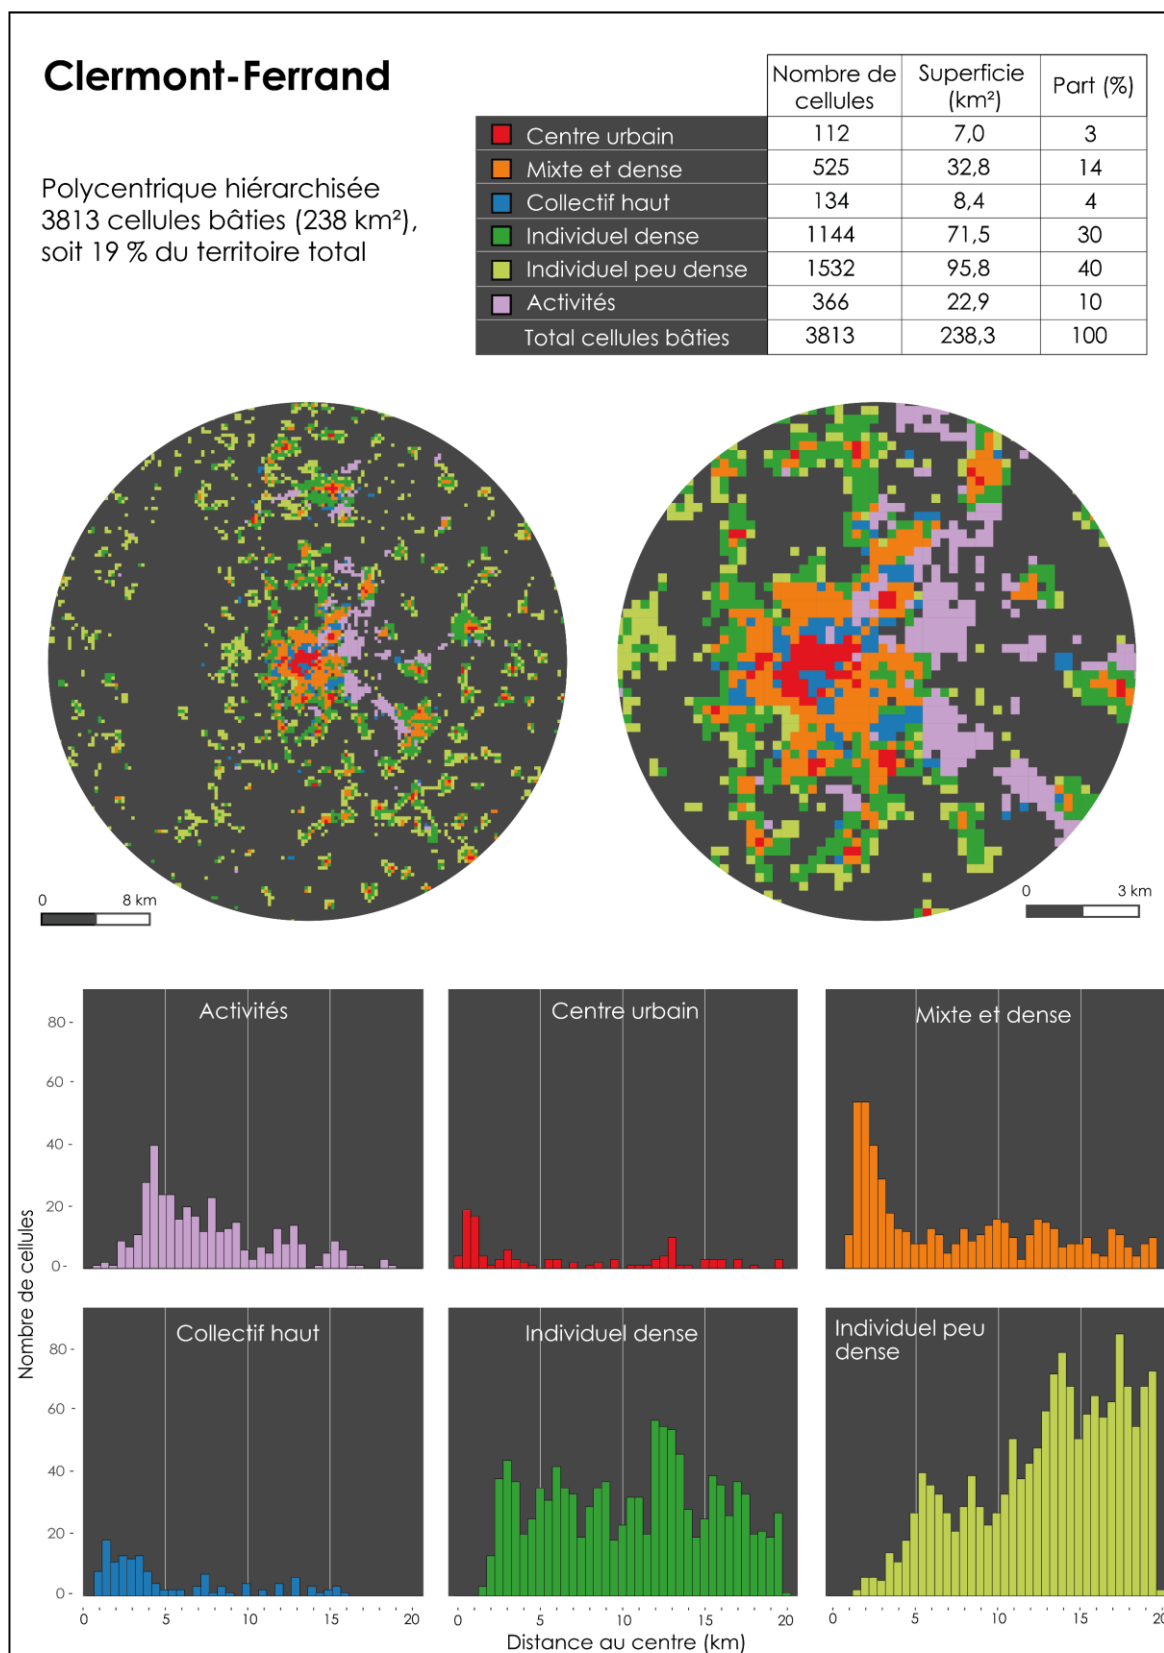 Clermont-Ferrand
Polycentrique hiérarchisée
3813 cellules bâties (238 km²),
soit 19 % du territoire total
Nombre de cellules Superficie (km²) Part (%)
Centre urbain 112 7,0 3
Mixte et dense 525 32,8 14
Collectif haut 134 8,4 4
Individuel dense 1144 71,5 30
Individuel peu dense 1532 95,8 40
Activités 366 22,9 10
Total cellules bâties 3813 238,3 100
0 8 km
0 3 km
Nombre de cellules
Activités
80
60
40
20
0
Centre urbain
Mixte et dense
Collectif haut
80
60
40
20
0
0 5 10 15 20
Individuel dense
0 5 10 15 20
Individuel peu
dense
0 5 10 15 20
Distance au centre (km)